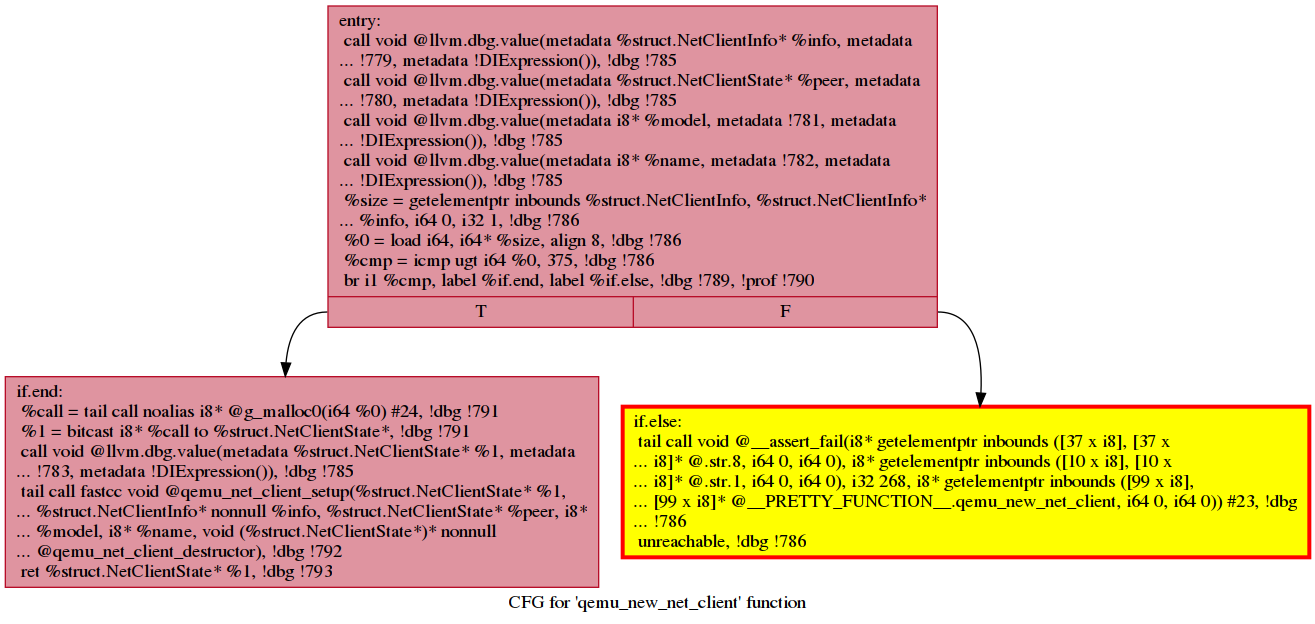 entry:
call void @llvm.dbg.value(metadata %struct.NetClientInfo* %info, metadata
... !779, metadata !DIExpression()), !dbg !785
call void @llvm.dbg.value(metadata %struct.NetClientState* %peer, metadata
... !780, metadata !DIExpression()), !dbg !785
call void @llvm.dbg.value(metadata i8* %model, metadata !781, metadata
... !DIExpression()), !dbg !785
call void @llvm.dbg.value(metadata i8* %name, metadata !782, metadata
... !DIExpression()), !dbg !785
%size = getelementptr inbounds %struct.NetClientInfo, %struct.NetClientInfo*
... %info, i64 0, i32 1, !dbg !786
%0 = load i64, i64* %size, align 8, !dbg !786
%cmp = icmp ugt i64 %0, 375, !dbg !786
br i1 %cmp, label %if.end, label %if.else, !dbg !789, !prof !790
T
F
if.end:
%call = tail call noalias i8* @g_malloc0(i64 %0) #24, !dbg !791
%1 = bitcast i8* %call to %struct.NetClientState*, !dbg !791
call void @llvm.dbg.value(metadata %struct.NetClientState* %1, metadata
... !783, metadata !DIExpression()), !dbg !785
tail call fastcc void @qemu_net_client_setup(%struct.NetClientState* %1,
... %struct.NetClientInfo* nonnull %info, %struct.NetClientState* %peer, i8*
... %model, i8* %name, void (%struct.NetClientState*)* nonnull
... @qemu_net_client_destructor), !dbg !792
ret %struct.NetClientState* %1, !dbg !793
if.else:
tail call void @__assert_fail(i8* getelementptr inbounds ([37 x i8], [37 x
... i8]* @.str.8, i64 0, i64 0), i8* getelementptr inbounds ([10 x i8], [10 x
... i8]* @.str.1, i64 0, i64 0), i32 268, i8* getelementptr inbounds ([99 x i8],
... [99 x i8]* @__PRETTY_FUNCTION__.qemu_new_net_client, i64 0, i64 0)) #23, !dbg
... !786
unreachable, !dbg !786
CFG for 'qemu_new_net_client' function